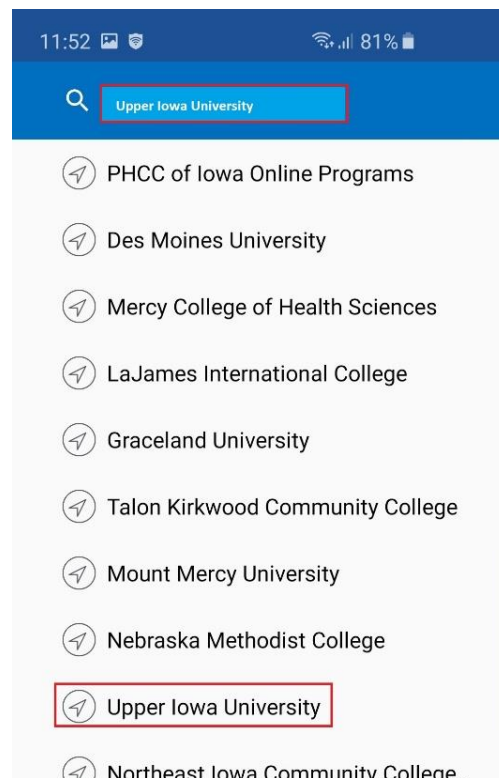 11:52 81%
Upper Iowa University
PHCC of Iowa Online Programs
Des Moines University
Mercy College of Health Sciences
LaJames International College
Graceland University
Talon Kirkwood Community College
Mount Mercy University
Nebraska Methodist College
Upper Iowa University
Northeast Iowa Community College